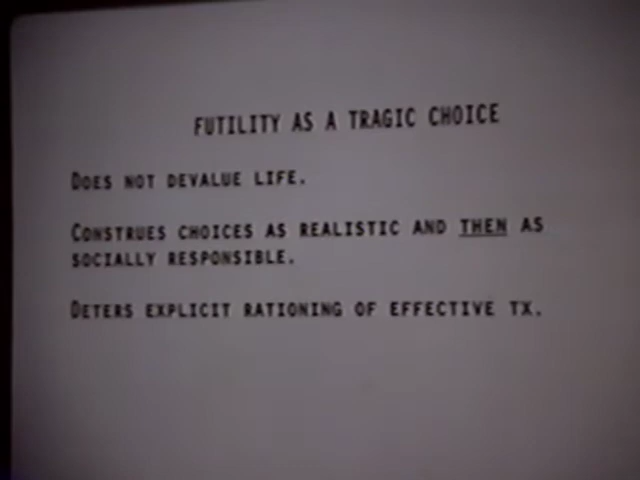 FUTILITY AS A TRAGIC CHOICE
DOES NOT DEVALUE LIFE.
CONSTRUES CHOICES AS REALISTIC AND THEN AS
SOCIALLY RESPONSIBLE.
DETERS EXPLICIT RATIONING OF EFFECTIVE TX.